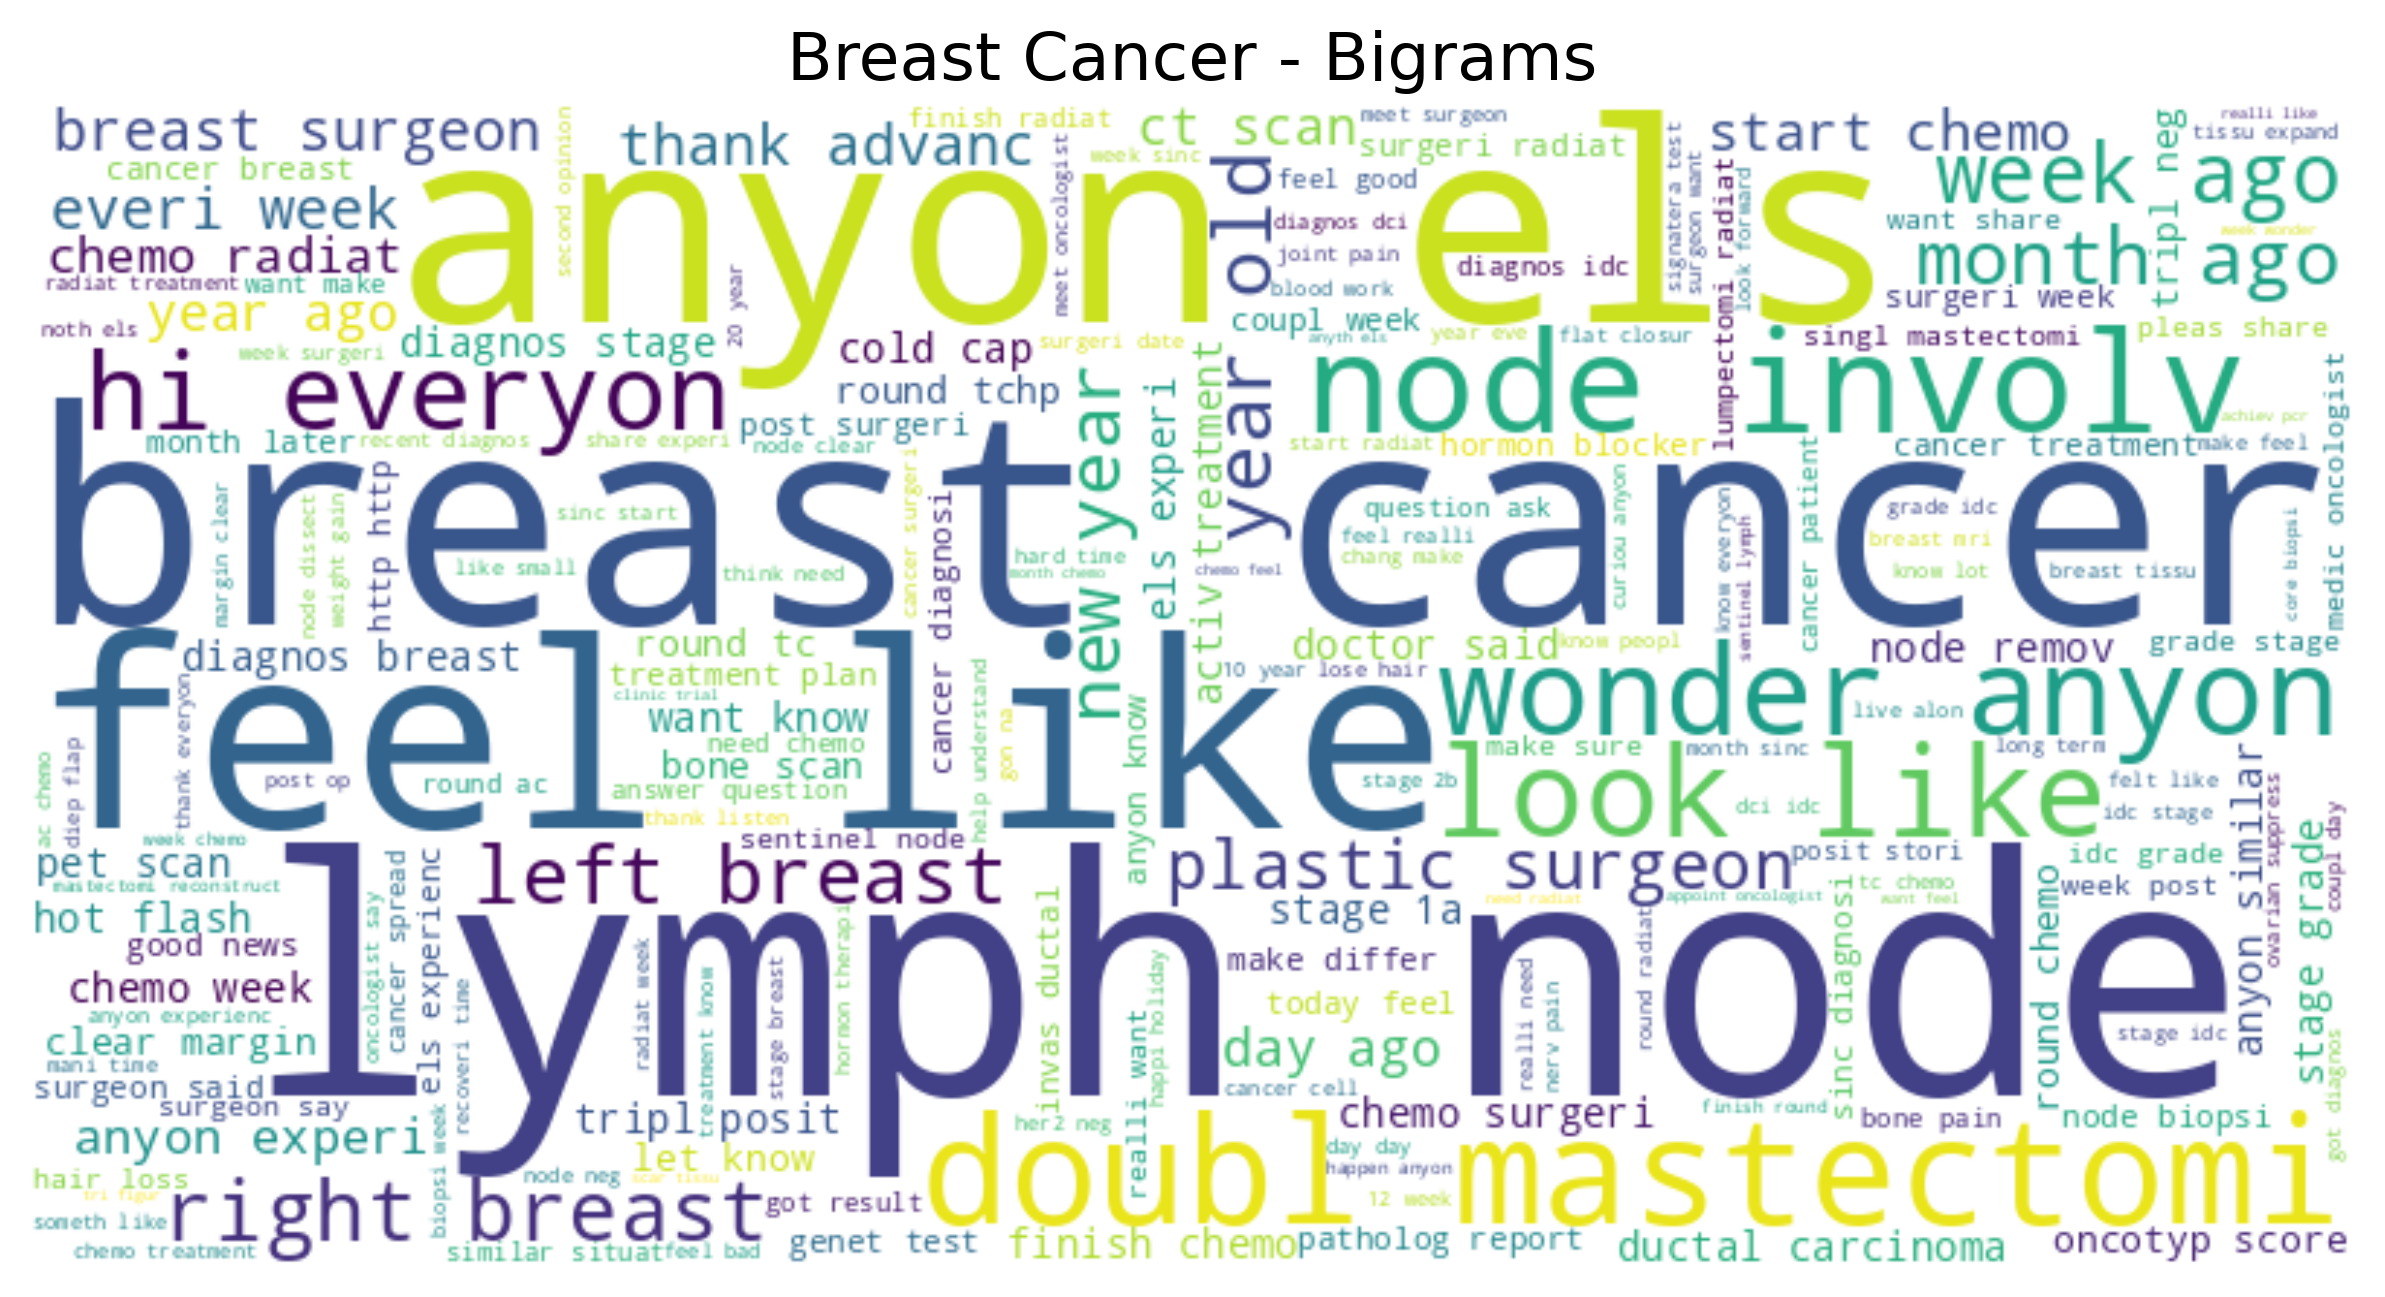 Breast Cancer - Bigrams
breast surgeon
thank advanc
finish radiat
ct scan
meet surgeon
surgeri radiat
start chemo
realli like
tissu expand
cancer breast
second opinion
week sinc
meet oncologist
everi week
anyon els
year old
feel good
signatera test
surgeon want
lumpectomi radiat
look forward
week ago
tripl neg
want share
week wonder
chemo radiat
diagnos dci
joint pain
diagnos idc
month ago
radiat treatment
want make
blood work
surgeri week
noth els
year ago
20 year
coupl week
year eve
flat closur
anyth els
singl mastectomi
pleas share
week surgeri
diagnos stage
cold cap
surgeri date
hi everyon
round tchp
new year
els experi
activ treatment
node involv
medic oncologist
achiev pcr
month later
recent diagnos
share experi
post surgeri
node clear
start radiat
hormon blocker
cancer treatment
make feel
breast cancer
margin clear
node dissect
weight gain
http http
sinc start
like small
think need
cancer surgeri
cancer diagnosi
hard time
month chemo
chemo feel
question ask
feel realli
chang make
curiou anyon
know everyon
sentinel lymph
cancer patient
grade idc
breast mri
know lot
breast tissu
core biopsi
feel like
diagnos breast
round tc
treatment plan
clinic trial
want know
need chemo
bone scan
answer question
thank listen
help understand
gon na
doctor said
know peopl
10 year
lose hair
node remov
grade stage
wonder anyon
live alon
ac chemo
diep flap
thank everyon
post op
round ac
anyon know
stage 2b
make sure
month sinc
long term
look like
dci idc
felt like
idc stage
anyon similar
ovarian suppress
coupl day
week chemo
sentinel node
pet scan
mastectomi reconstruct
left breast
plastic surgeon
posit stori
idc grade
tc chemo
want feel
week post
hot flash
oncologist say
cancer spread
els experienc
lymph node
need radiat
appoint oncologist
stage 1a
round chemo
stage grade
good news
chemo week
anyon experienc
clear margin
mani time
recoveri time
radiat week
treatment know
stage breast
hormon therapi
invas ductal
happi holiday
make differ
today feel
realli need
nerv pain
round radiat
sinc diagnosi
stage idc
day ago
cancer cell
surgeon said
surgeon say
anyon experi
biopsi week
tripl posit
her2 neg
realli want
chemo surgeri
finish round
bone pain
node biopsi
got diagnos
let know
doubl mastectomi
day day
happen anyon
12 week
hair loss
tri figur
someth like
right breast
node neg
scar tissu
got result
chemo treatment
similar situat
feel bad
genet test
finish chemo
patholog report
ductal carcinoma
oncotyp score